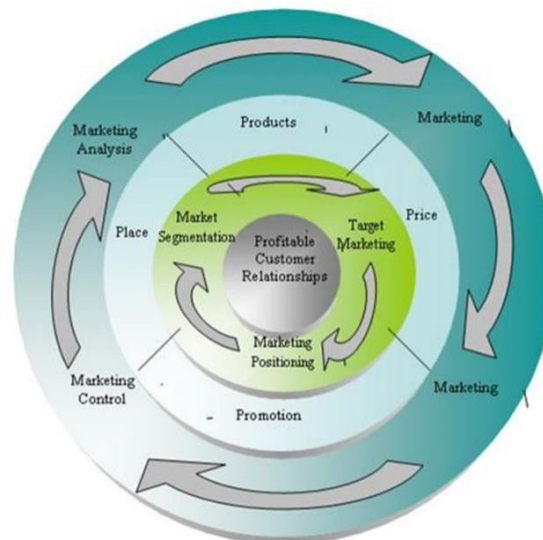 Products
Marketing
Analysis
Marketing
Place
Market
Segmentation
Profitable
Customer
Relationships
Target
Marketing
Price
Marketing
Positioning
Marketing
Control
Marketing
Promotion